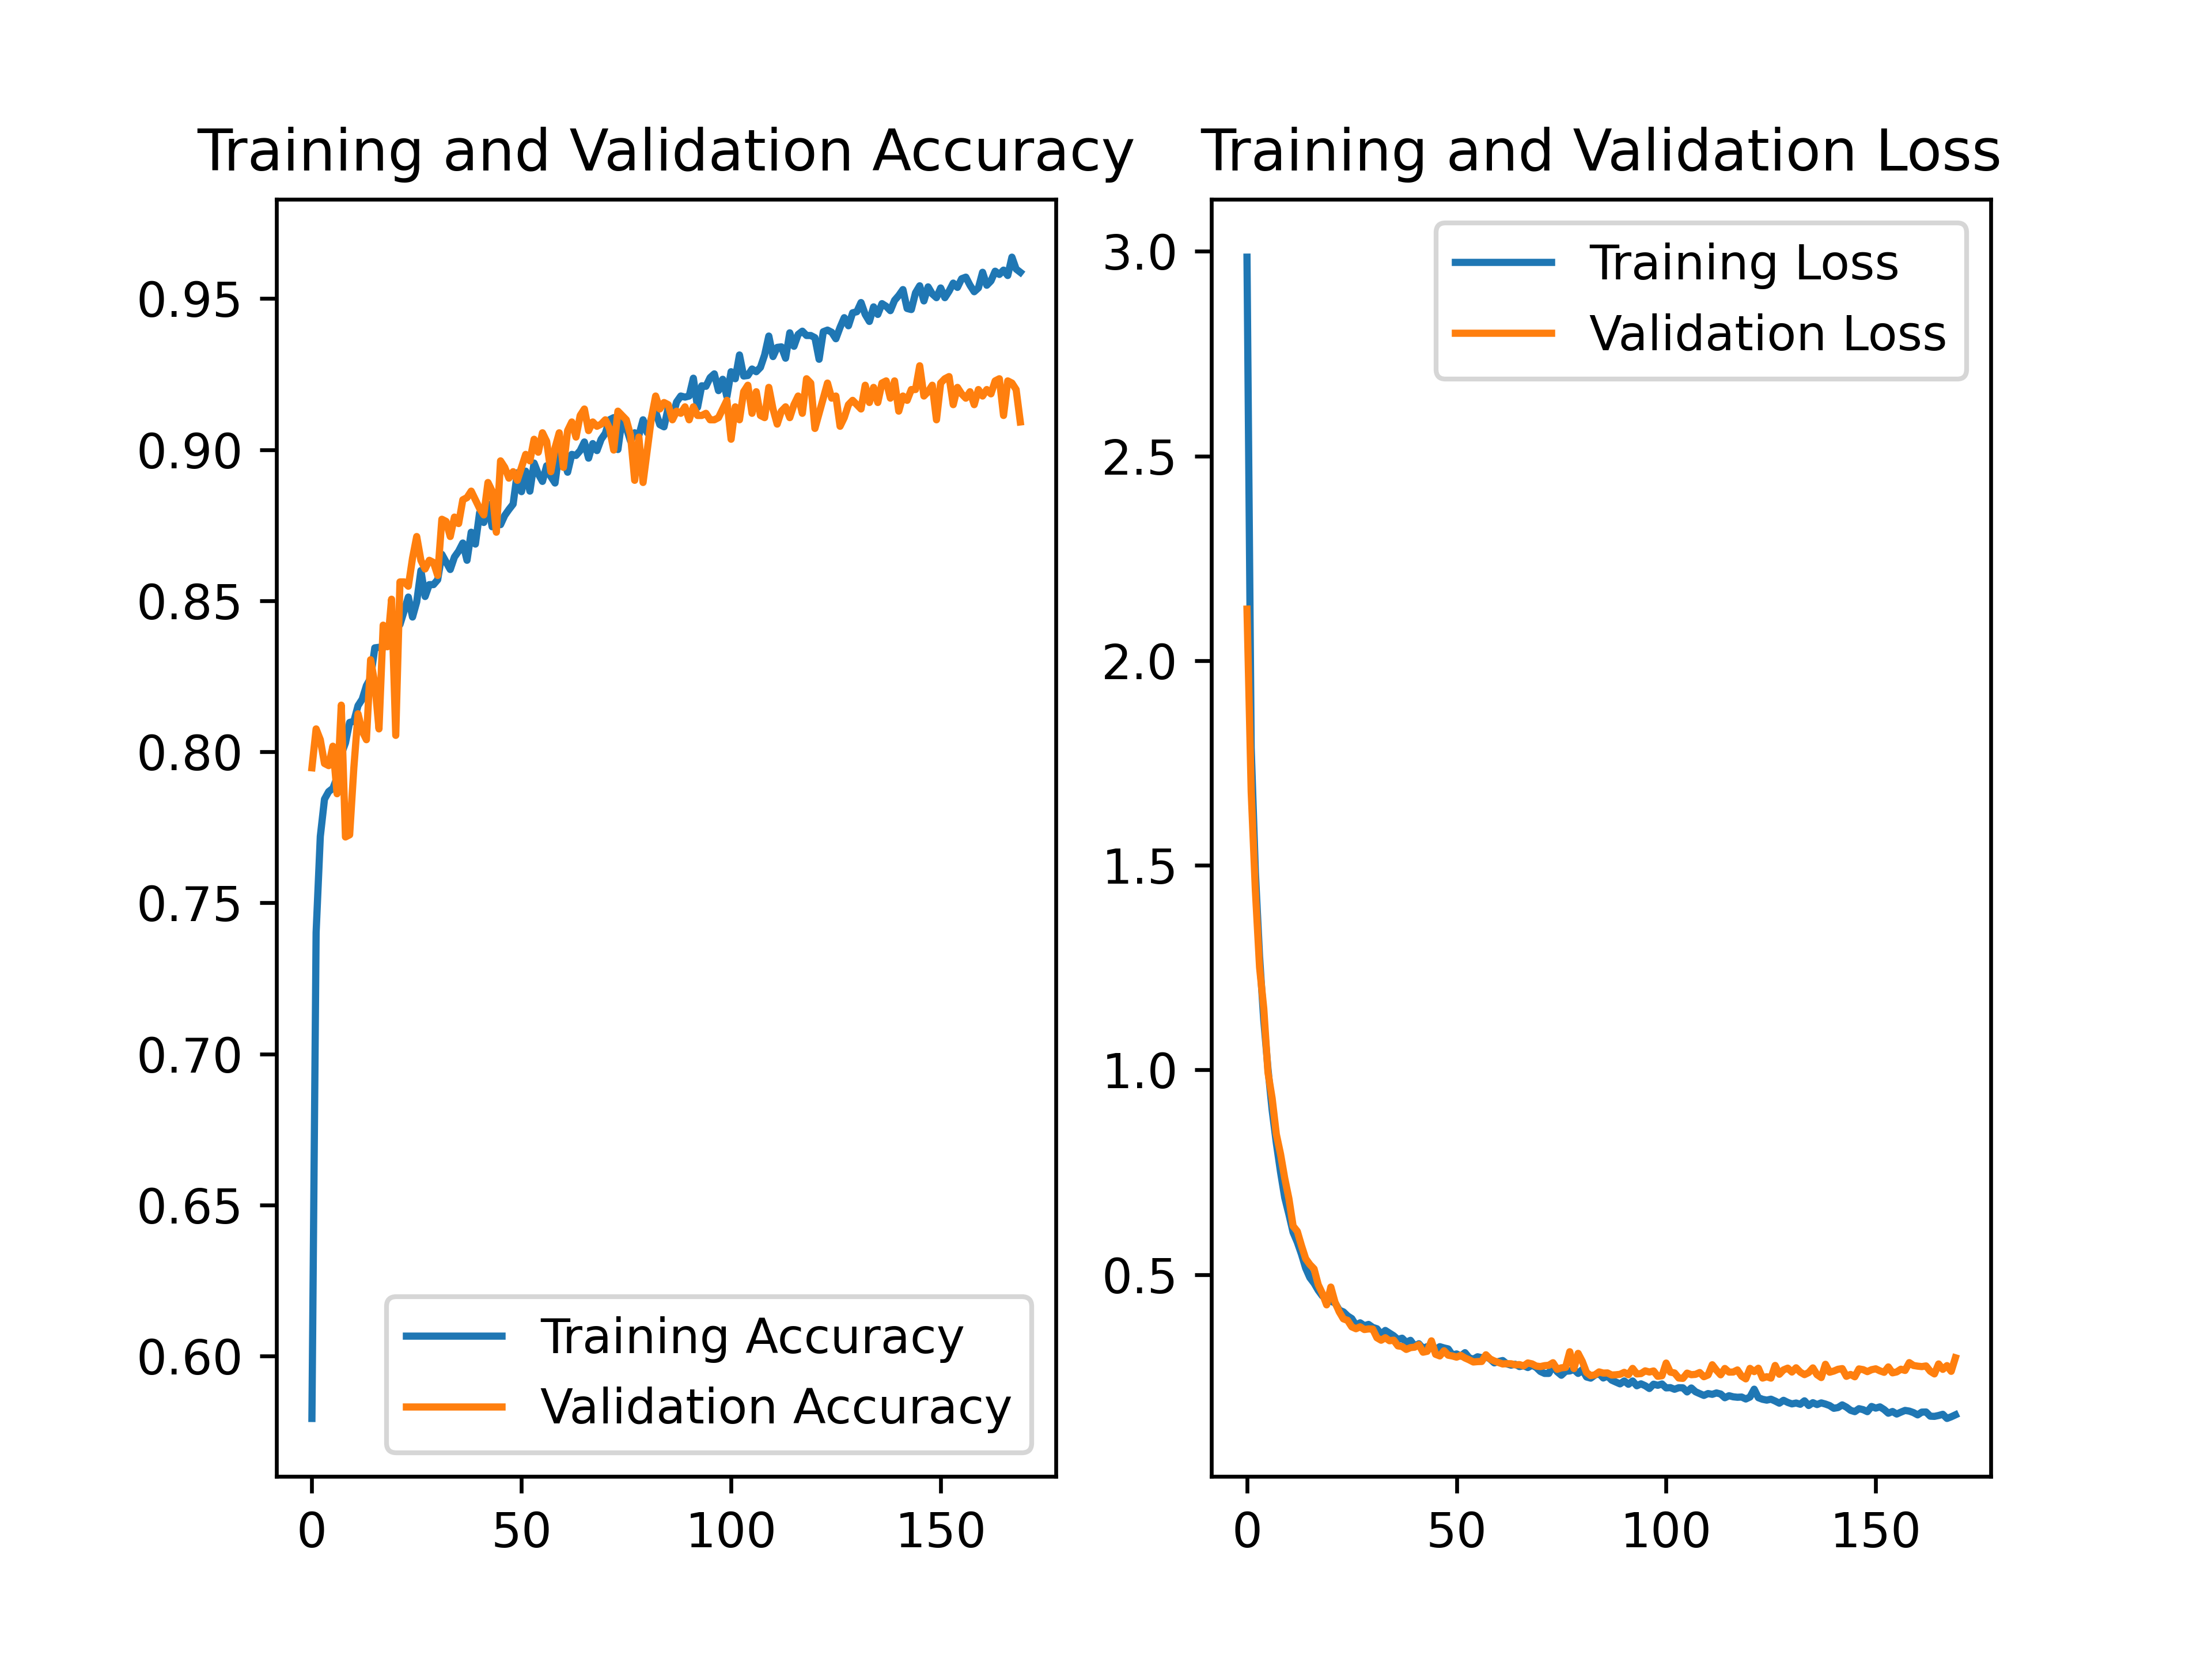 Training and Validation Accuracy
0.95
0.90
0.85
0.80
0.75
0.70
0.65
0.60
Training Accuracy
Validation Accuracy
0 50 100 150
Training and Validation Loss
3.0
2.5
2.0
1.5
1.0
0.5
Training Loss
Validation Loss
0 50 100 150